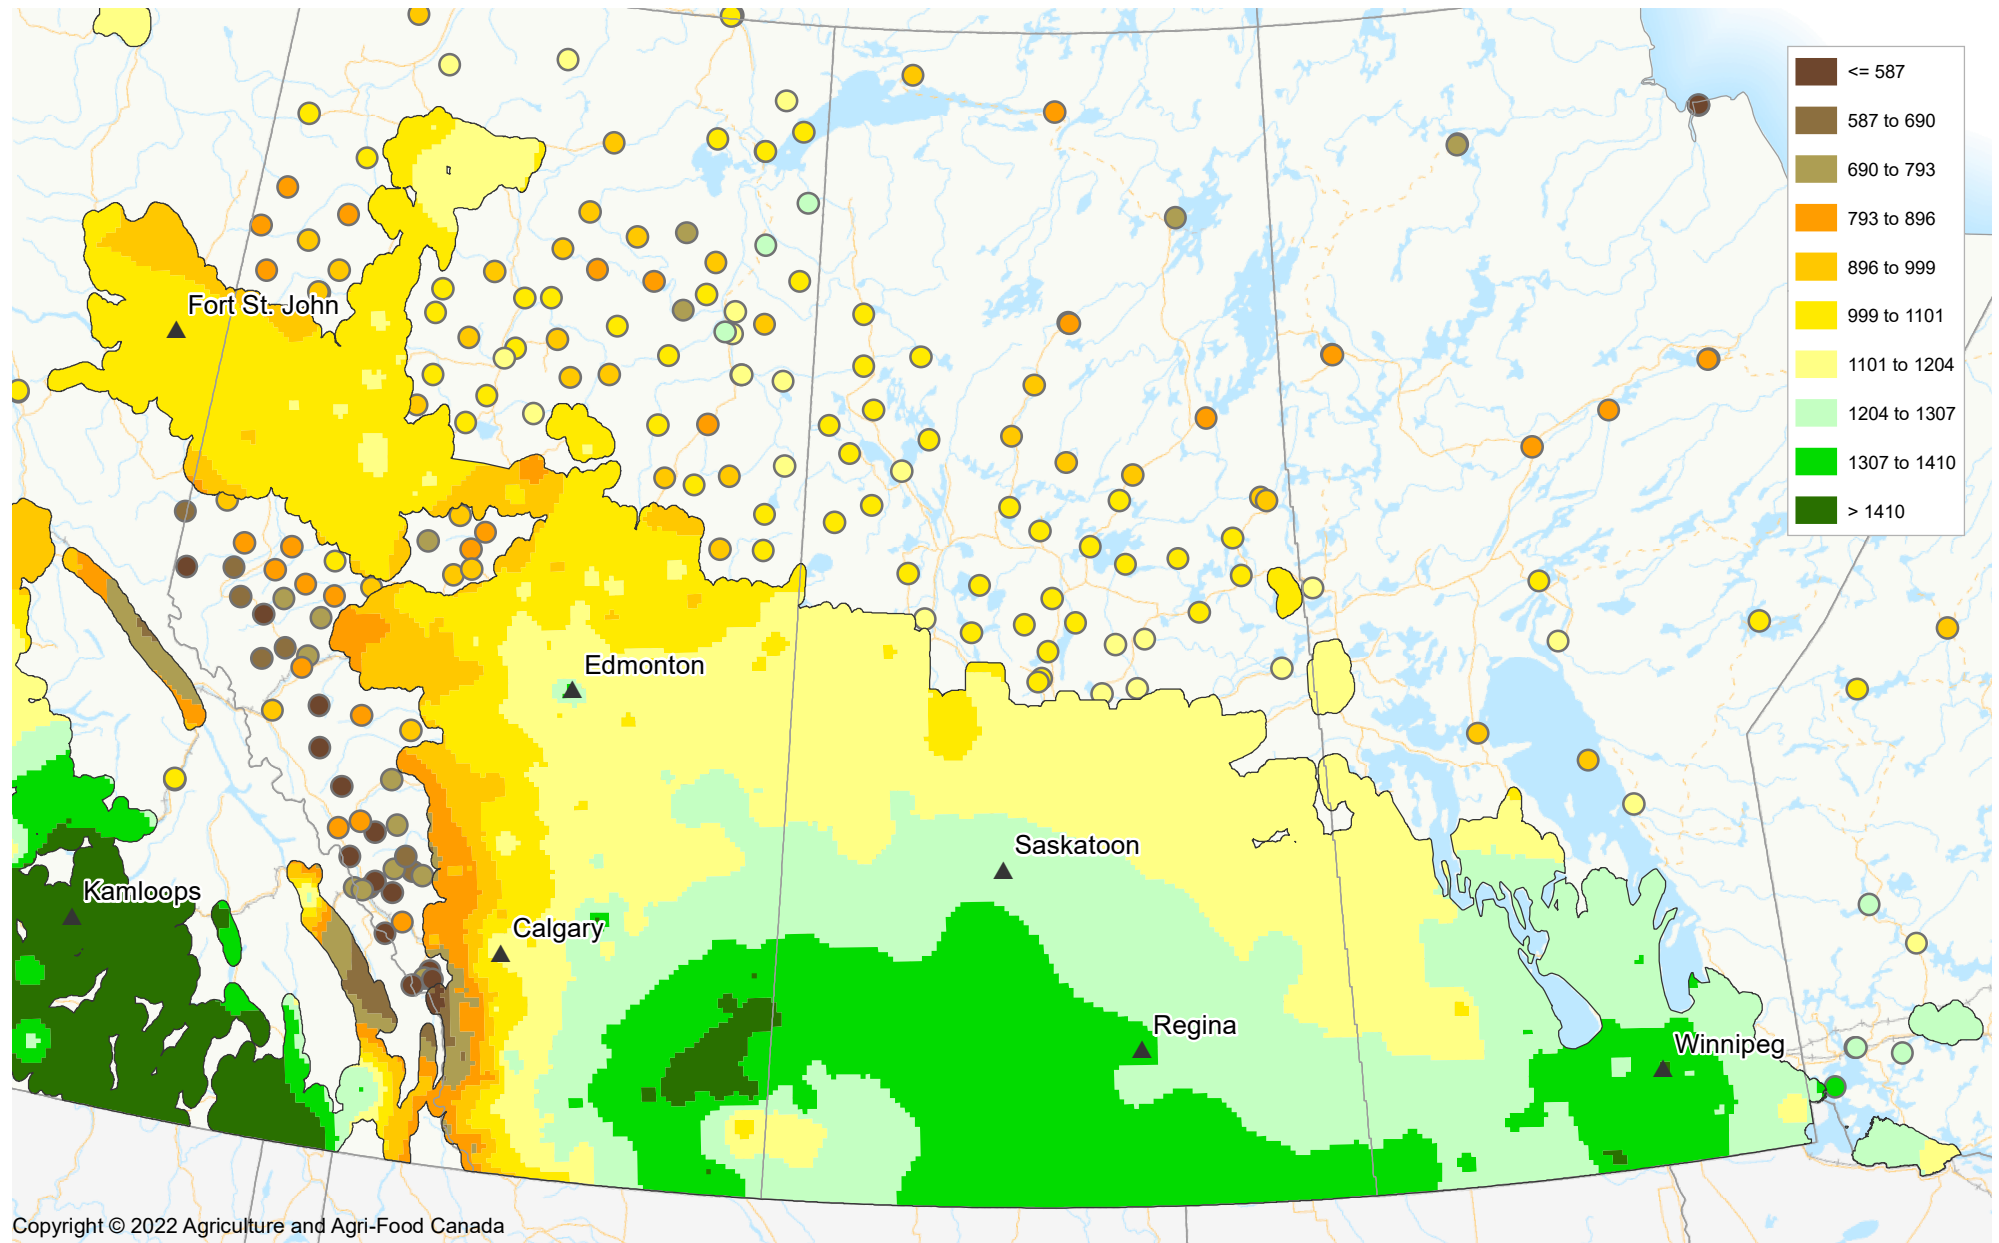 <= 587
587 to 690
690 to 793
793 to 896
896 to 999
999 to 1101
1101 to 1204
1204 to 1307
1307 to 1410
> 1410
Fort St. John
Edmonton
Saskatoon
Kamloops
Calgary
Regina
Winnipeg
Copyright © 2022 Agriculture and Agri-Food Canada